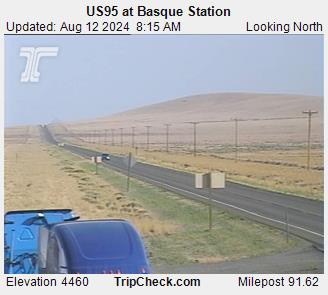 US95 at Basque Station
Updated: Aug 12 2024 8:15 AM Looking North
Elevation 4460 TripCheck.com Milepost 91.62